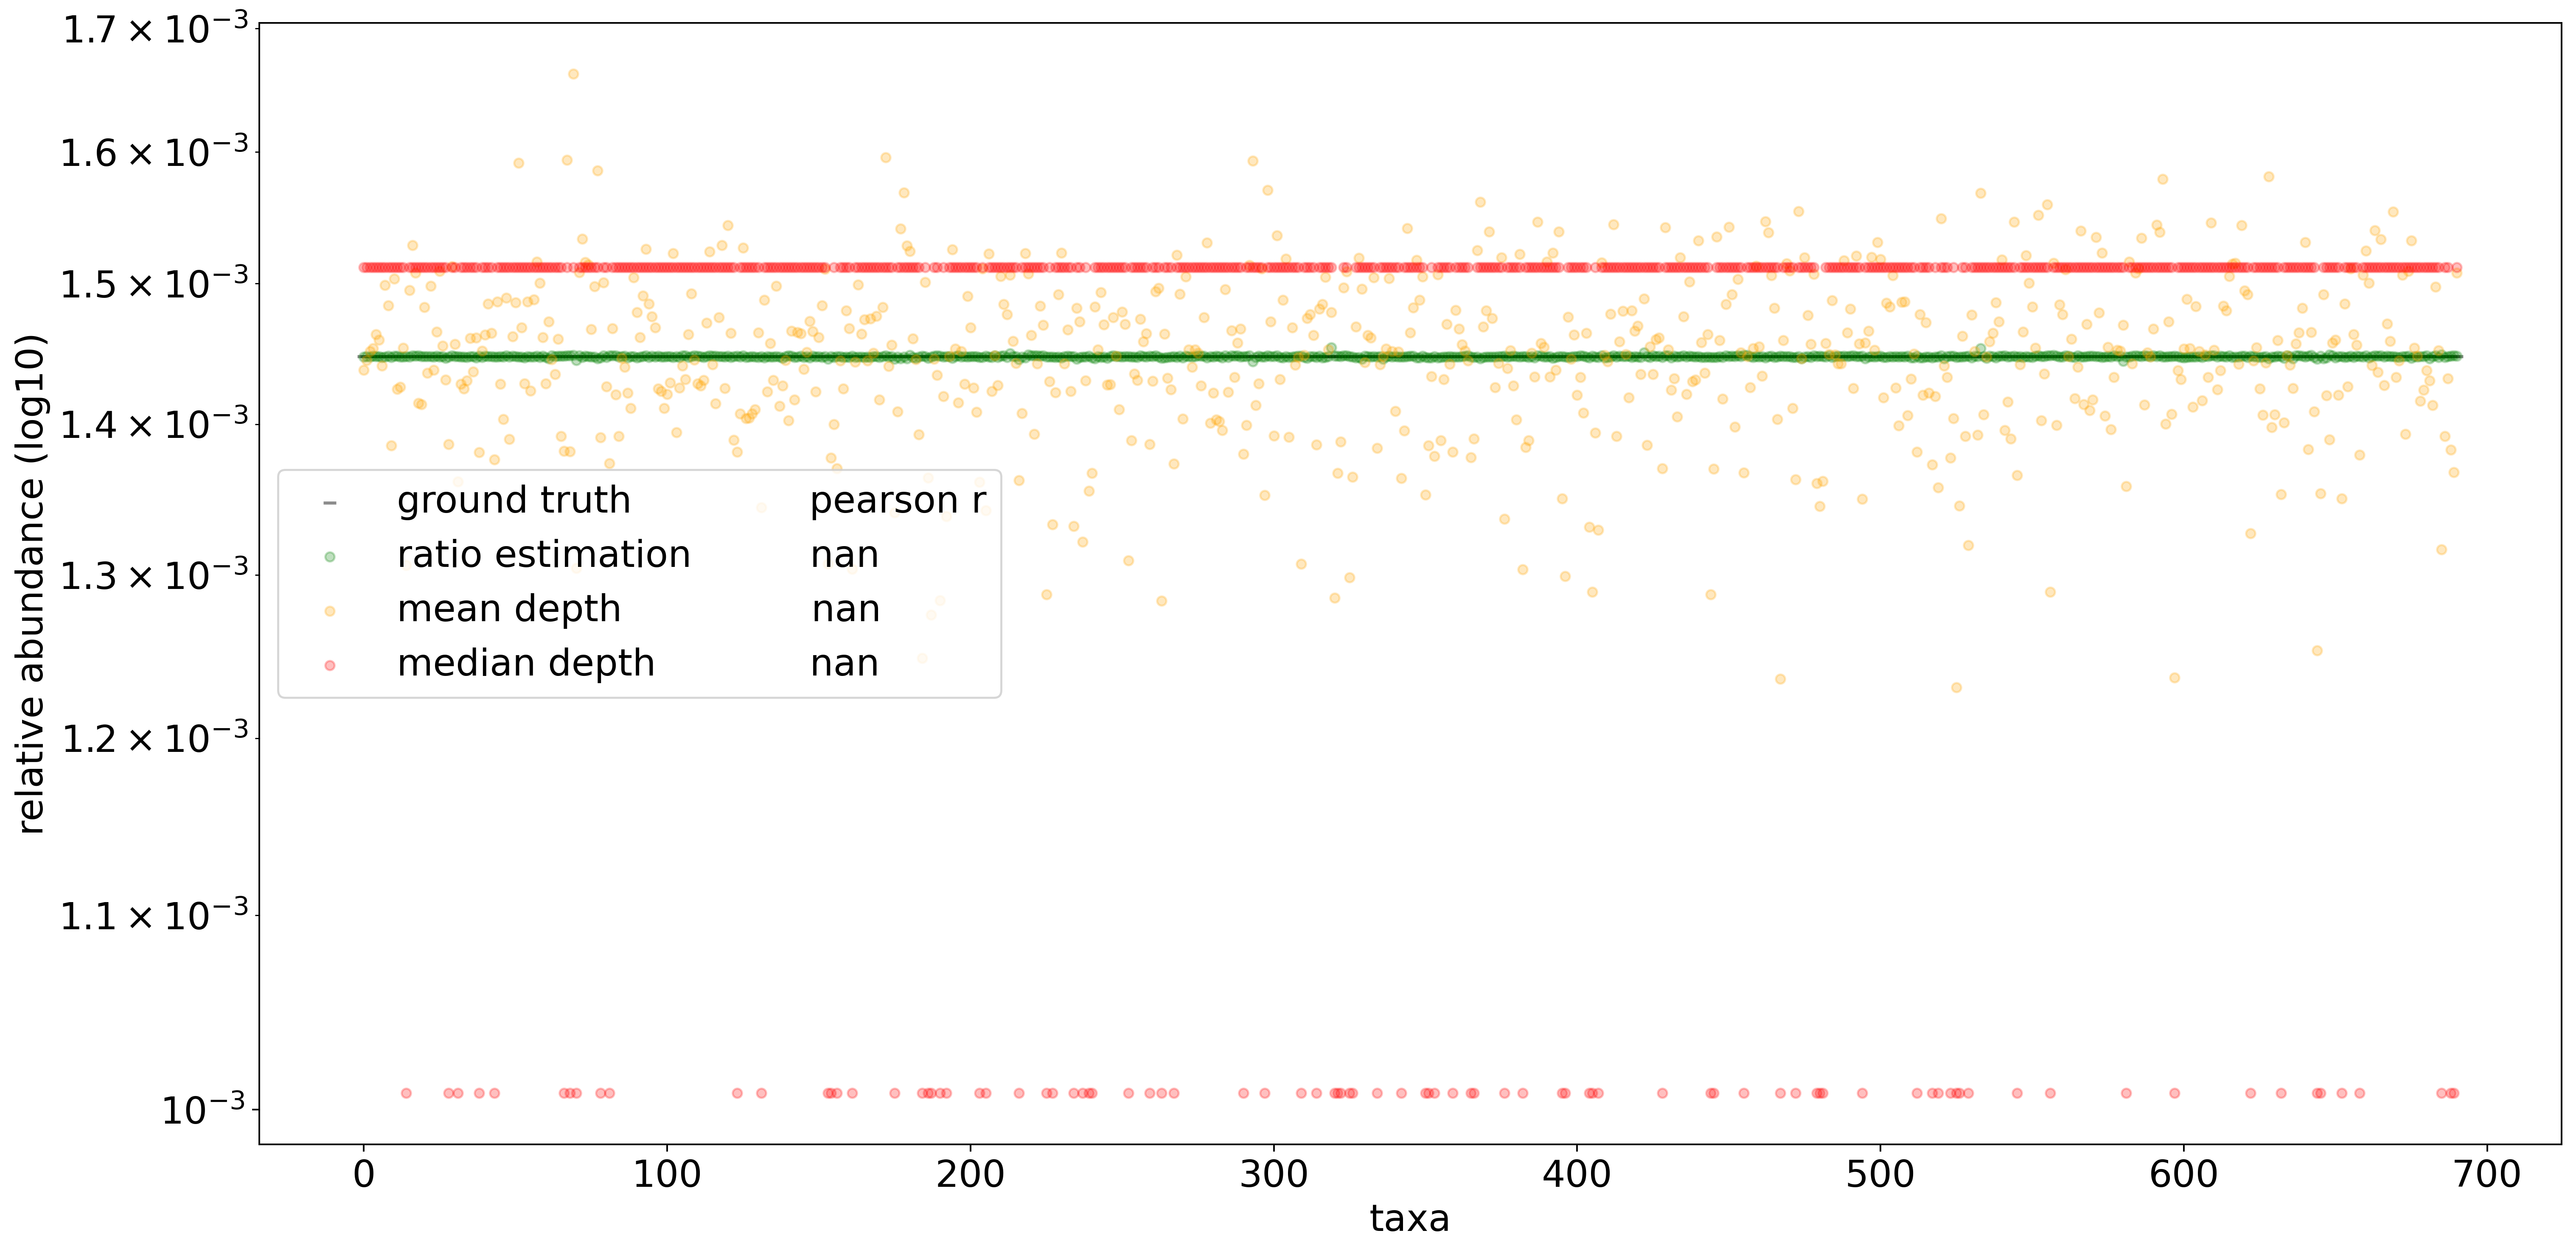 1.7 × 10⁻³
1.6 × 10⁻³
1.5 × 10⁻³
1.4 × 10⁻³
1.3 × 10⁻³
1.2 × 10⁻³
1.1 × 10⁻³
10⁻³
relative abundance (log10)
ground truth pearson r
ratio estimation nan
mean depth nan
median depth nan
0 100 200 300 400 500 600 700
taxa